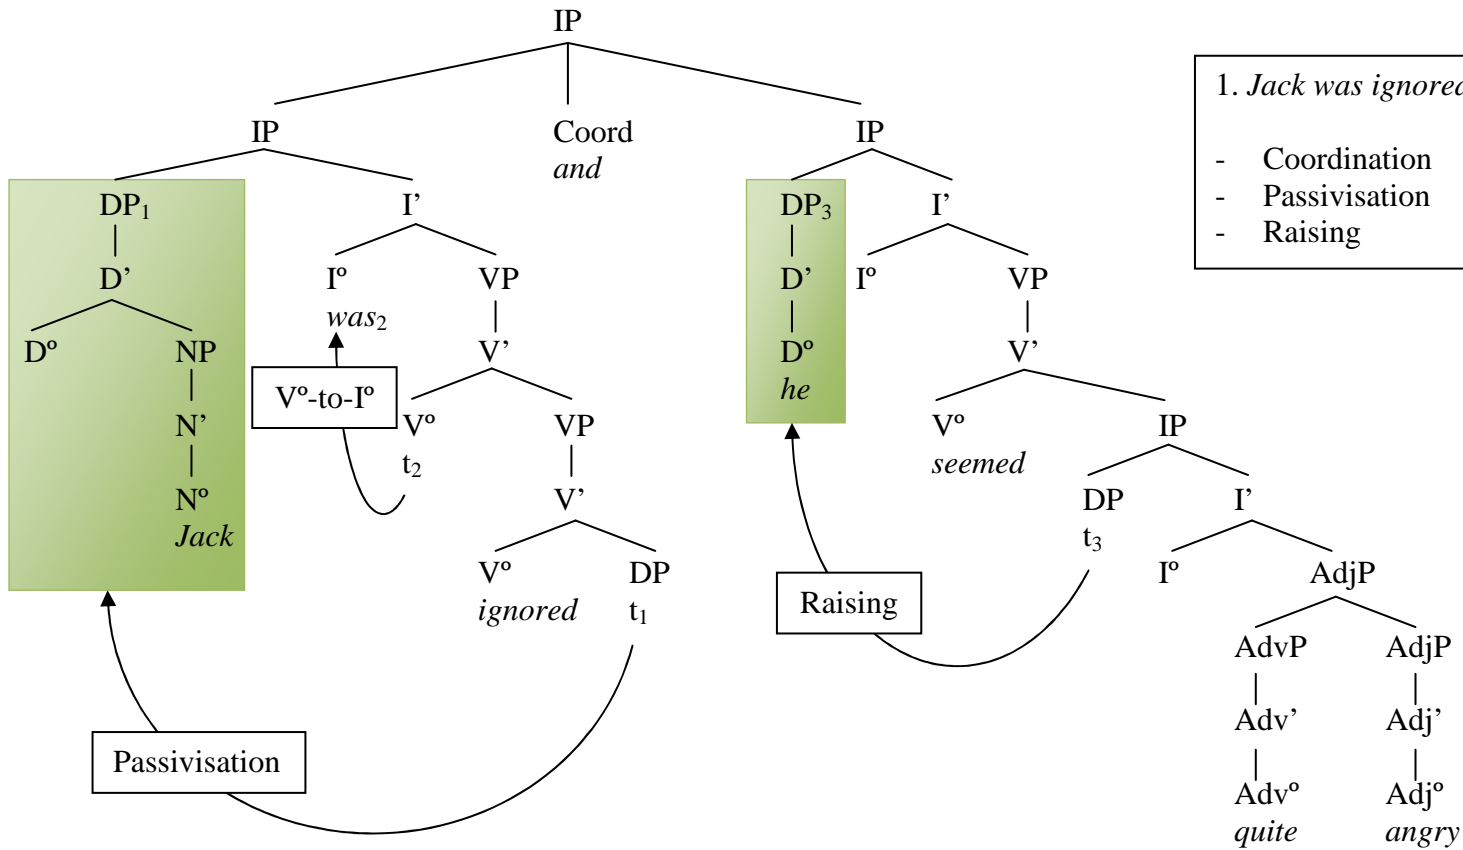 IP
1. Jack was ignored
IP Coord IP
and
- Coordination
- Passivisation
- Raising
DP₁ I’ DP₃ I’
D’ Iº VP D’ Iº VP
was₂
Dº NP V’ Dº V’
Vº-to-Iº he
N’ Vº VP Vº IP
t₂ seemed
Nº V’ DP I’
Jack t₃
Vº DP Iº AdjP
ignored t₁
Raising
AdvP AdjP
Adv’ Adj’
Passivisation
Advº Adjº
quite angry